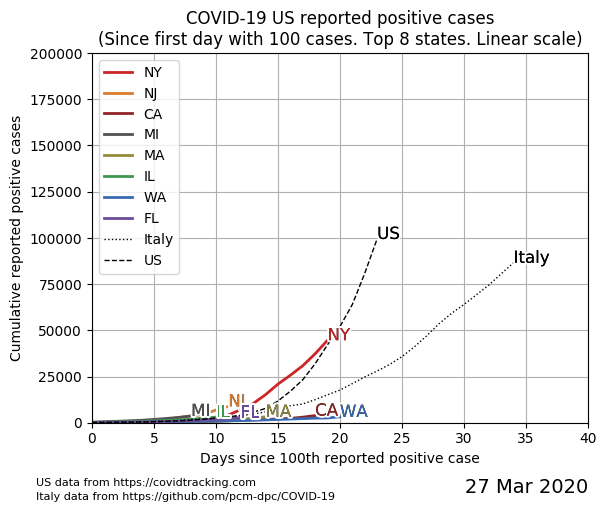 COVID-19 US reported positive cases
(Since first day with 100 cases. Top 8 states. Linear scale)
200000
175000
150000
125000
100000
75000
50000
25000
0
Cumulative reported positive cases
NY
NJ
CA
MI
MA
IL
WA
FL
Italy
US
US
Italy
NY
NJ
MI
IL
FL
MA
CA
WA
0 5 10 15 20 25 30 35 40
Days since 100th reported positive case
US data from https://covidtracking.com
Italy data from https://github.com/pcm-dpc/COVID-19
27 Mar 2020